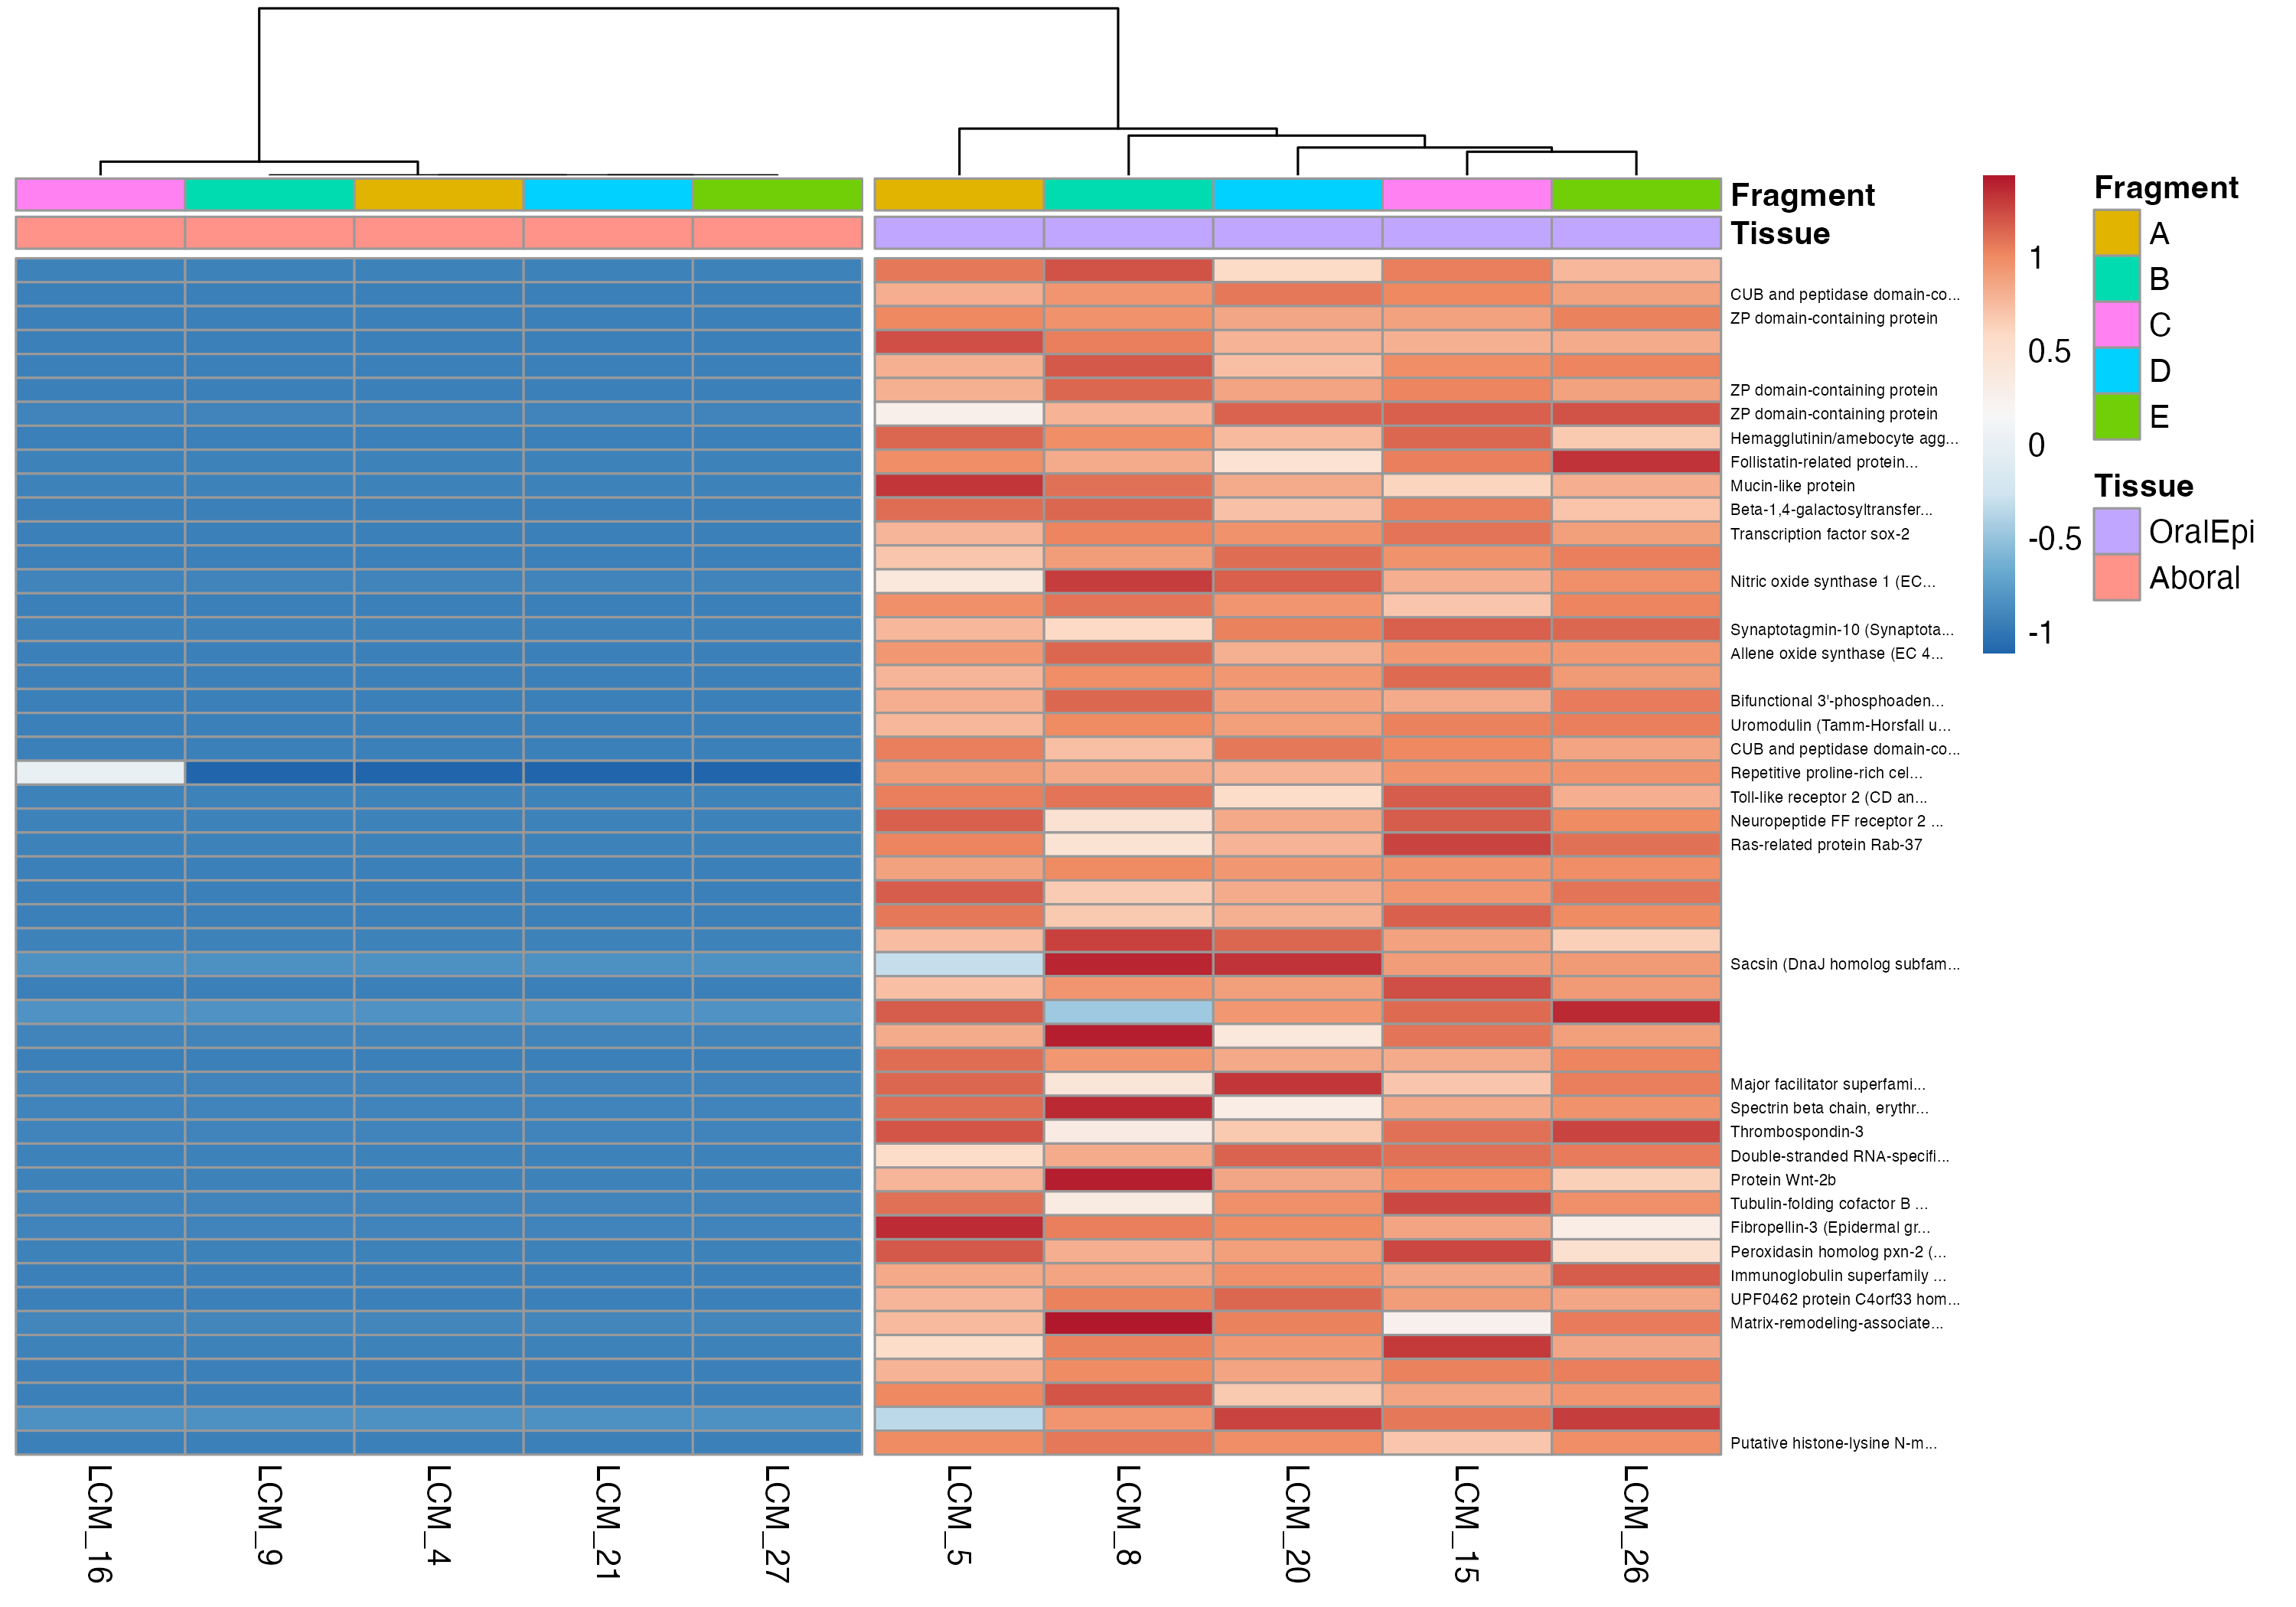 Fragment
Tissue
CUB and peptidase domain-co...
ZP domain-containing protein
ZP domain-containing protein
ZP domain-containing protein
Hemagglutinin/amebocyte agg...
Follistatin-related protein...
Mucin-like protein
Beta-1,4-galactosyltransfer...
Transcription factor sox-2
Nitric oxide synthase 1 (EC...
Synaptotagmin-10 (Synaptota...
Allene oxide synthase (EC 4...
Bifunctional 3'-phosphoaden...
Uromodulin (Tamm-Horsfall u...
CUB and peptidase domain-co...
Repetitive proline-rich cel...
Toll-like receptor 2 (CD an...
Neuropeptide FF receptor 2 ...
Ras-related protein Rab-37
Sacsin (DnaJ homolog subfam...
Major facilitator superfami...
Spectrin beta chain, erythr...
Thrombospondin-3
Double-stranded RNA-specifi...
Protein Wnt-2b
Tubulin-folding cofactor B ...
Fibropellin-3 (Epidermal gr...
Peroxidasin homolog pxn-2 (...
Immunoglobulin superfamily ...
UPF0462 protein C4orf33 hom...
Matrix-remodeling-associate...
Putative histone-lysine N-m...
1
0.5
0
-0.5
-1
Fragment
A
B
C
D
E
Tissue
OralEpi
Aboral
LCM_16
LCM_9
LCM_4
LCM_21
LCM_27
LCM_5
LCM_8
LCM_20
LCM_15
LCM_26